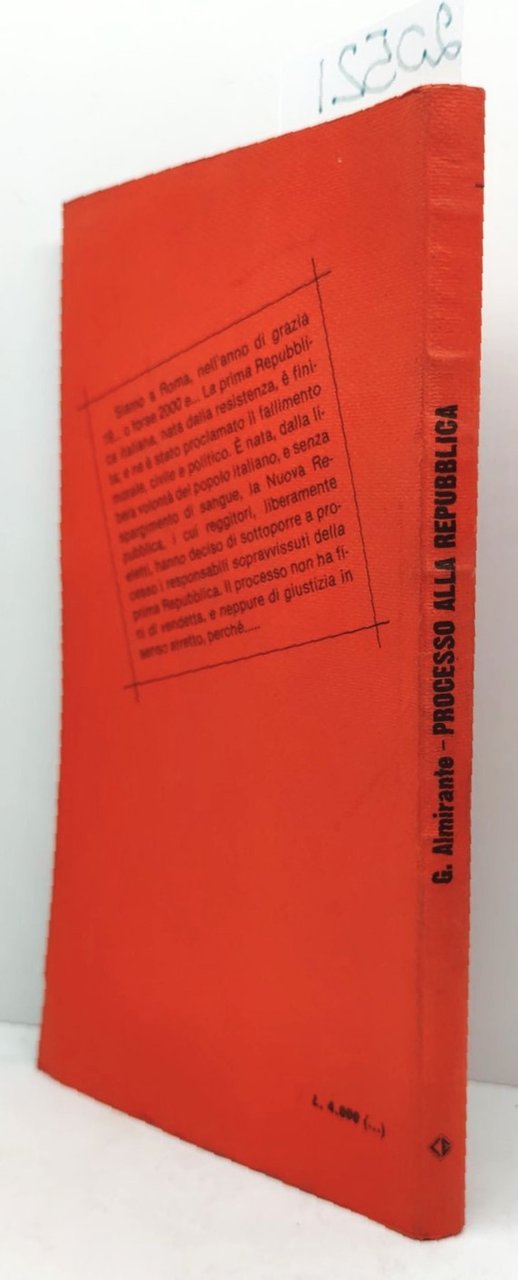 20521
Siamo a Roma, nell'anno di grazia
re... o forse 2000 e... La prima Repubbli-
ca italiana, nata dalla resistenza, è fini-
ta; e ne è stato proclamato il fallimento
morale, civile e politico. È nata, dalla li-
bera volontà del popolo italiano, e senza
spargimento di sangue, la Nuova Re-
pubblica, i cui reggitori, liberamente
eletti, hanno deciso di sottoporre a pro-
cesso i responsabili sopravvissuti della
prima Repubblica. Il processo non ha fi-
ni di vendetta, e neppure di giustizia in
senso stretto, perché.....
L. 4.000 (...)
G. Almirante - PROCESSO ALLA REPUBBLICA